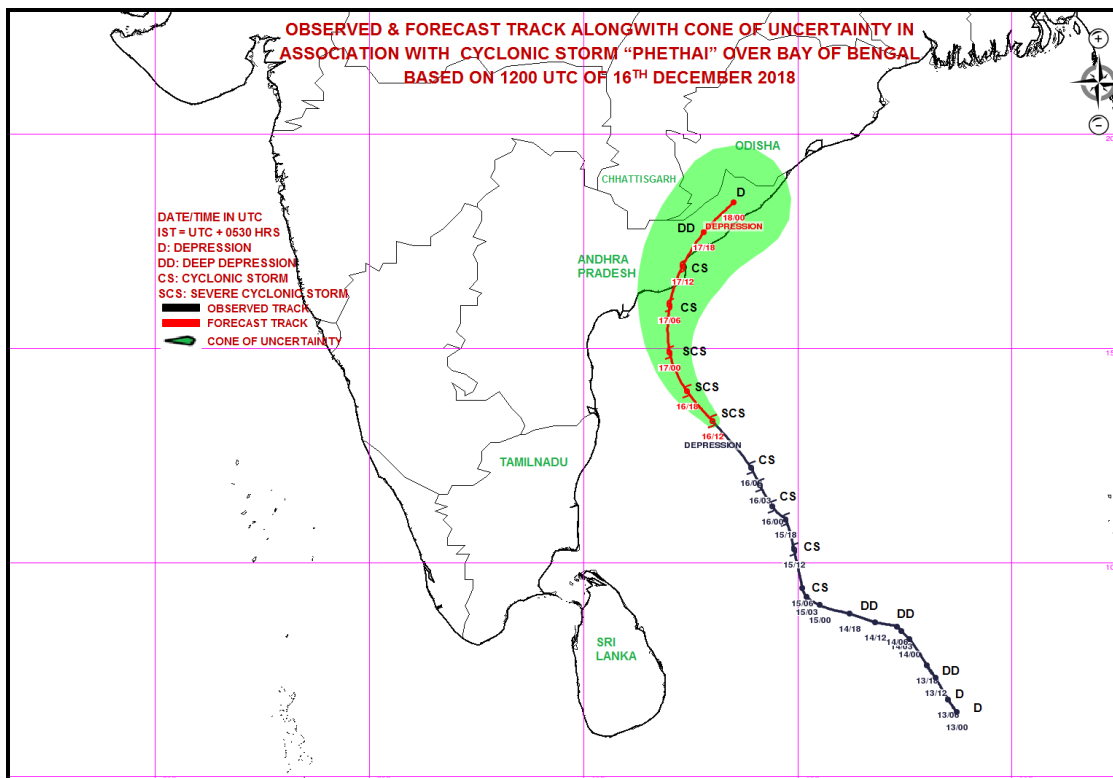 OBSERVED & FORECAST TRACK ALONGWITH CONE OF UNCERTAINTY IN
ASSOCIATION WITH CYCLONIC STORM “PHETHAI” OVER BAY OF BENGAL
BASED ON 1200 UTC OF 16TH DECEMBER 2018
+
−
20
ODISHA
CHHATTISGARH
D
18/00
DEPRESSION
DATE/TIME IN UTC
IST = UTC + 0530 HRS
D: DEPRESSION
DD: DEEP DEPRESSION
CS: CYCLONIC STORM
SCS: SEVERE CYCLONIC STORM
OBSERVED TRACK
FORECAST TRACK
CONE OF UNCERTAINITY
DD
17/18
ANDHRA
PRADESH
CS
17/12
CS
17/06
15
SCS
17/00
SCS
16/18
SCS
16/12
DEPRESSION
TAMILNADU
CS
16/03
CS
16/00
15/18
CS
15/12
10
CS
15/06
15/03
15/00
DD
14/18
DD
14/12
14/06
14/03
14/00
SRI
LANKA
DD
13/18
13/12
D
D
13/06
13/00